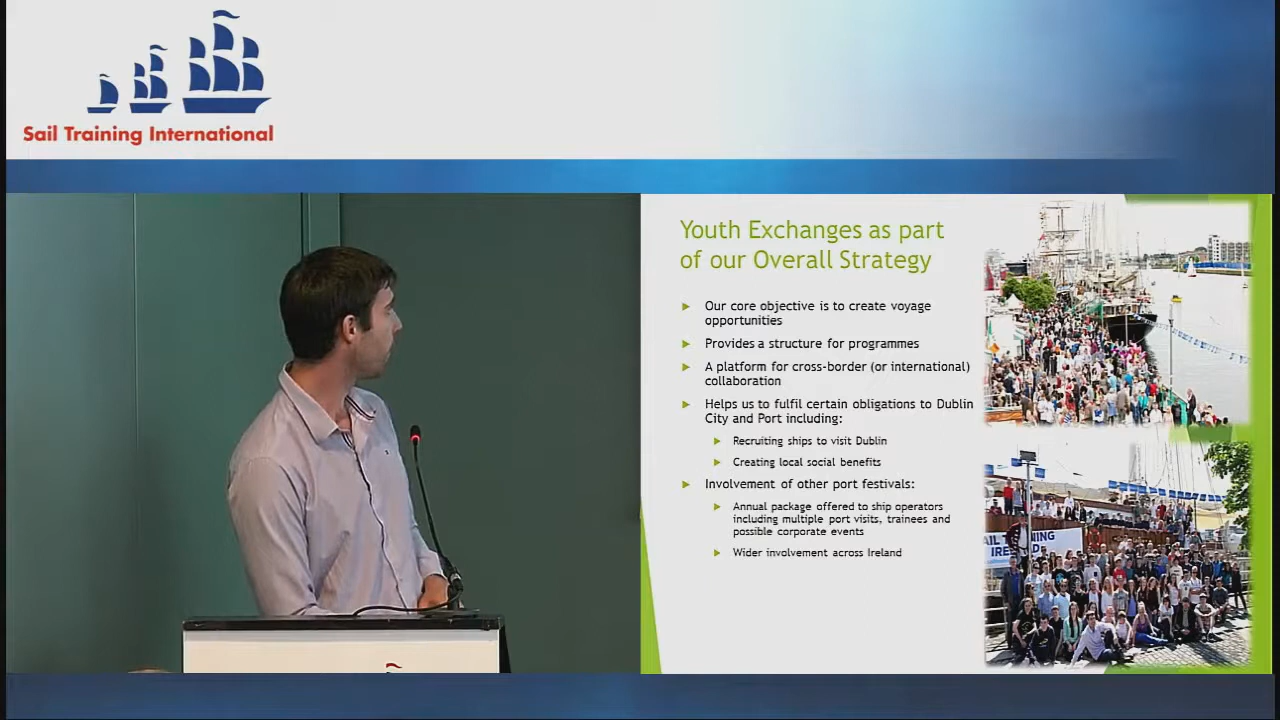 Sail Training International
Youth Exchanges as part
of our Overall Strategy
Our core objective is to create voyage
opportunities
Provides a structure for programmes
A platform for cross-border (or international)
collaboration
Helps us to fulfil certain obligations to Dublin
City and Port including:
Recruiting ships to visit Dublin
Creating local social benefits
Involvement of other port festivals:
Annual package offered to ship operators
including multiple port visits, trainees and
possible corporate events
Wider involvement across Ireland